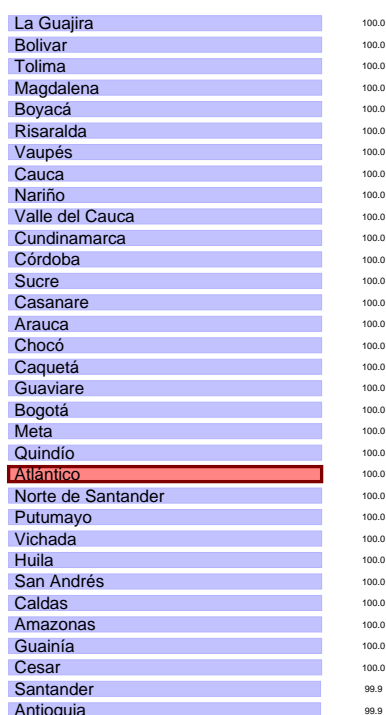 La Guajira 100.0
Bolivar 100.0
Tolima 100.0
Magdalena 100.0
Boyacá 100.0
Risaralda 100.0
Vaupés 100.0
Cauca 100.0
Nariño 100.0
Valle del Cauca 100.0
Cundinamarca 100.0
Córdoba 100.0
Sucre 100.0
Casanare 100.0
Arauca 100.0
Chocó 100.0
Caquetá 100.0
Guaviare 100.0
Bogotá 100.0
Meta 100.0
Quindío 100.0
Atlántico 100.0
Norte de Santander 100.0
Putumayo 100.0
Vichada 100.0
Huila 100.0
San Andrés 100.0
Caldas 100.0
Amazonas 100.0
Guainía 100.0
Cesar 100.0
Santander 99.9
Antioquia 99.9